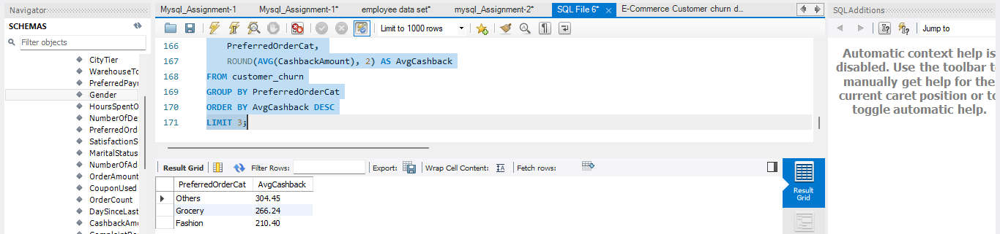 Navigator
SCHEMAS
Filter objects
CityTier
WarehouseTo
PreferredPayr
Gender
HoursSpentO
NumberOfDe
PreferredOrd
SatisfactionS
MaritalStatus
NumberOfAd
OrderAmount
CouponUsed
OrderCount
DaySinceLast
CashbackAm
Mysql_Assignment-1
Mysql_Assignment-1*
employee data set*
mysql_Assignment-2*
SQL File 6*
E-Commerce Customer churn d...
Limit to 1000 rows
166 PreferredOrderCat,
167 ROUND(AVG(CashbackAmount), 2) AS AvgCashback
168 FROM customer_churn
169 GROUP BY PreferredOrderCat
170 ORDER BY AvgCashback DESC
171 LIMIT 3;
Result Grid Filter Rows: Export: Wrap Cell Content: Fetch rows:
PreferredOrderCat AvgCashback
Others 304.45
Grocery 266.24
Fashion 210.40
Result
Grid
SQLAdditions
Jump to
Automatic context help is
disabled. Use the toolbar to
manually get help for the
current caret position or to
toggle automatic help.